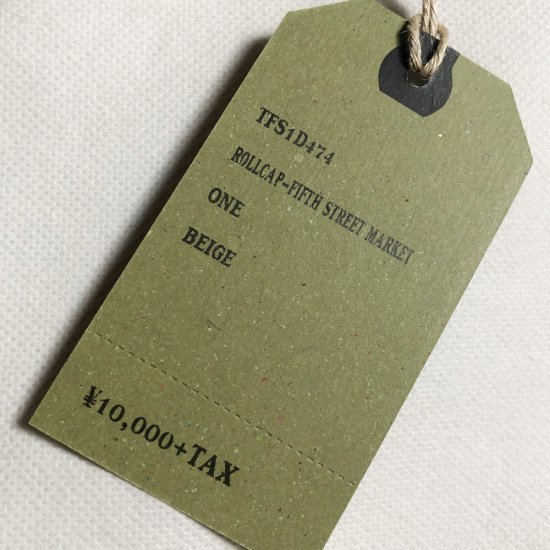 TFS1D474
ROLLCAP-FIFTH STREET MARKET
ONE
BEIGE
¥10,000+TAX